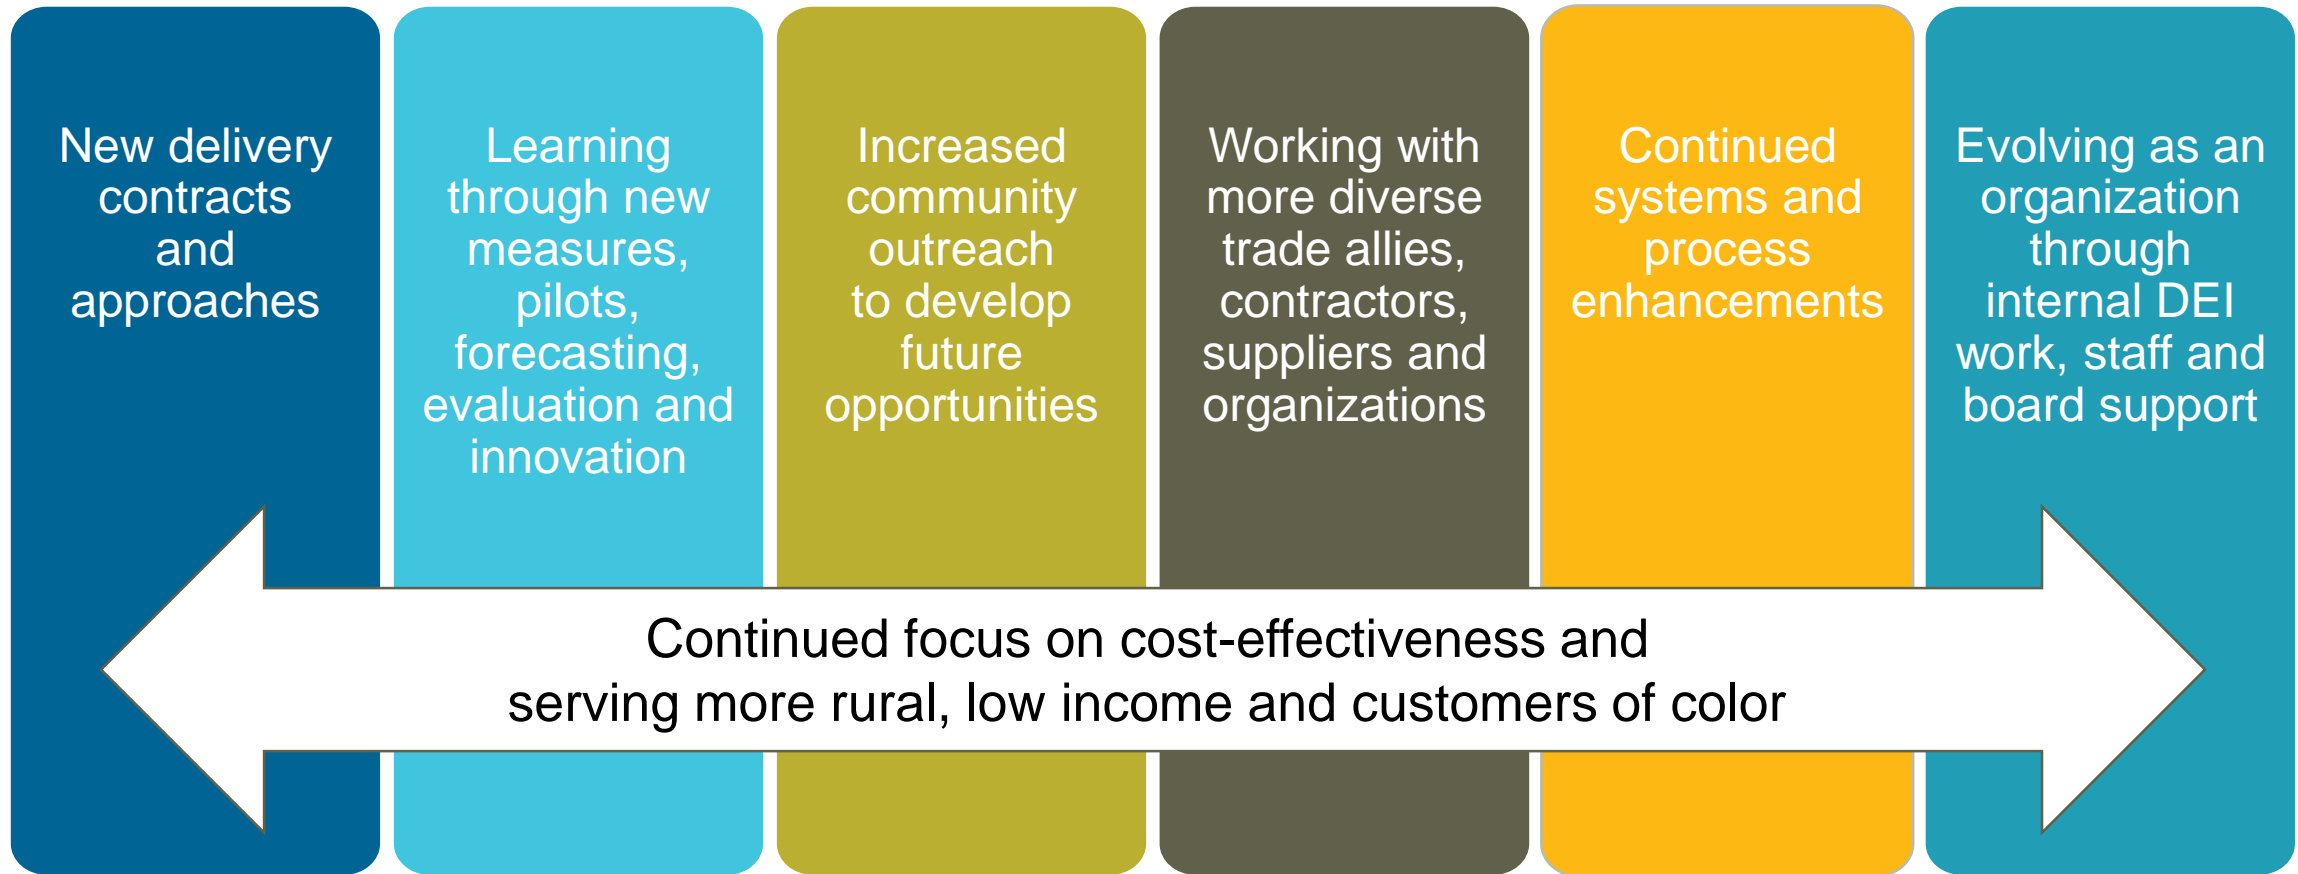 New delivery
contracts
and
approaches
Learning
through new
measures,
pilots,
forecasting,
evaluation and
innovation
Increased
community
outreach
to develop
future
opportunities
Working with
more diverse
trade allies,
contractors,
suppliers and
organizations
Continued
systems and
process
enhancements
Evolving as an
organization
through
internal DEI
work, staff and
board support
Continued focus on cost-effectiveness and
serving more rural, low income and customers of color